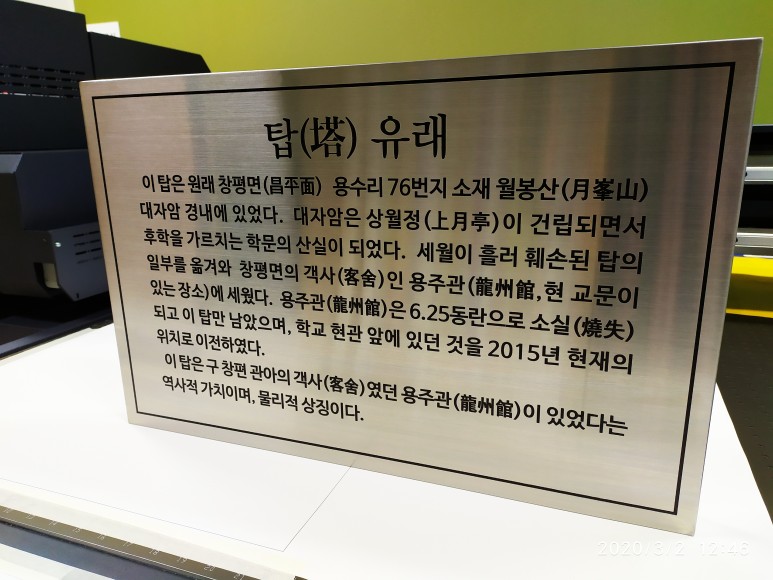 탑(塔) 유래
이 탑은 원래 창평면(昌平面) 용수리 76번지 소재 월봉산(月峯山)
대자암 경내에 있었다. 대자암은 상월정(上月亭)이 건립되면서
후학을 가르치는 학문의 산실이 되었다. 세월이 흘러 훼손된 탑의
일부를 옮겨와 창평면의 객사(客舍)인 용주관(龍州館,현 교문이
있는 장소)에 세웠다. 용주관(龍州館)은 6.25동란으로 소실(燒失)
되고 이 탑만 남았으며, 학교 현관 앞에 있던 것을 2015년 현재의
위치로 이전하였다.
이 탑은 구 창편 관아의 객사(客舍)였던 용주관(龍州館)이 있었다는
역사적 가치이며, 물리적 상징이다.
2020/3/2 12:46